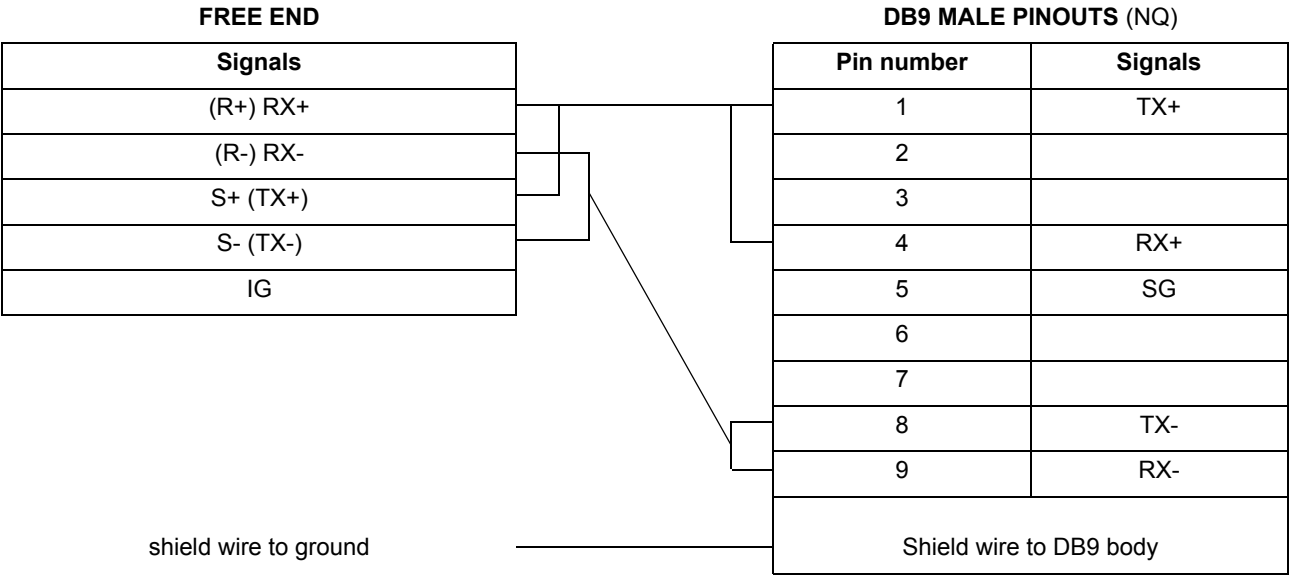 FREE END
DB9 MALE PINOUTS (NQ)
Signals
Pin number Signals
(R+) RX+
1 TX+
(R-) RX-
2
S+ (TX+)
3
S- (TX-)
4 RX+
IG
5 SG
6
7
8 TX-
9 RX-
shield wire to ground
Shield wire to DB9 body